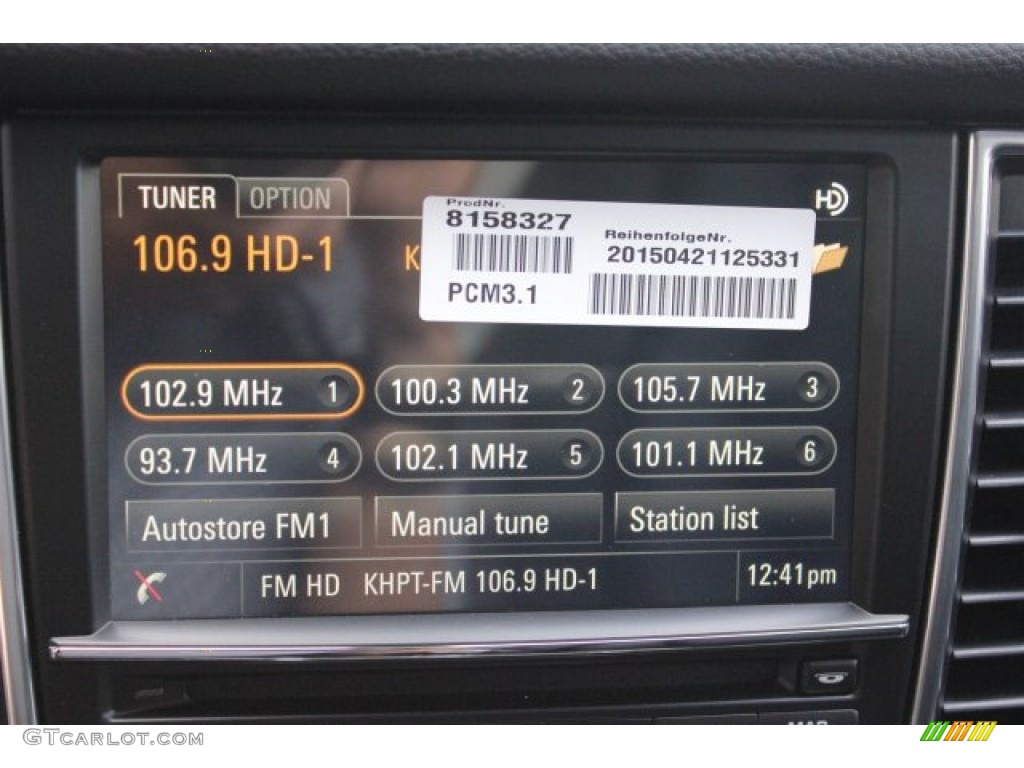 TUNER OPTION
HD
106.9 HD-1 K
ProdNr.
8158327
ReihenfolgeNr.
20150421125331
PCM3.1
102.9 MHz 1
100.3 MHz 2
105.7 MHz 3
93.7 MHz 4
102.1 MHz 5
101.1 MHz 6
Autostore FM1
Manual tune
Station list
FM HD KHPT-FM 106.9 HD-1
12:41pm
MAP
GTcarlot.com